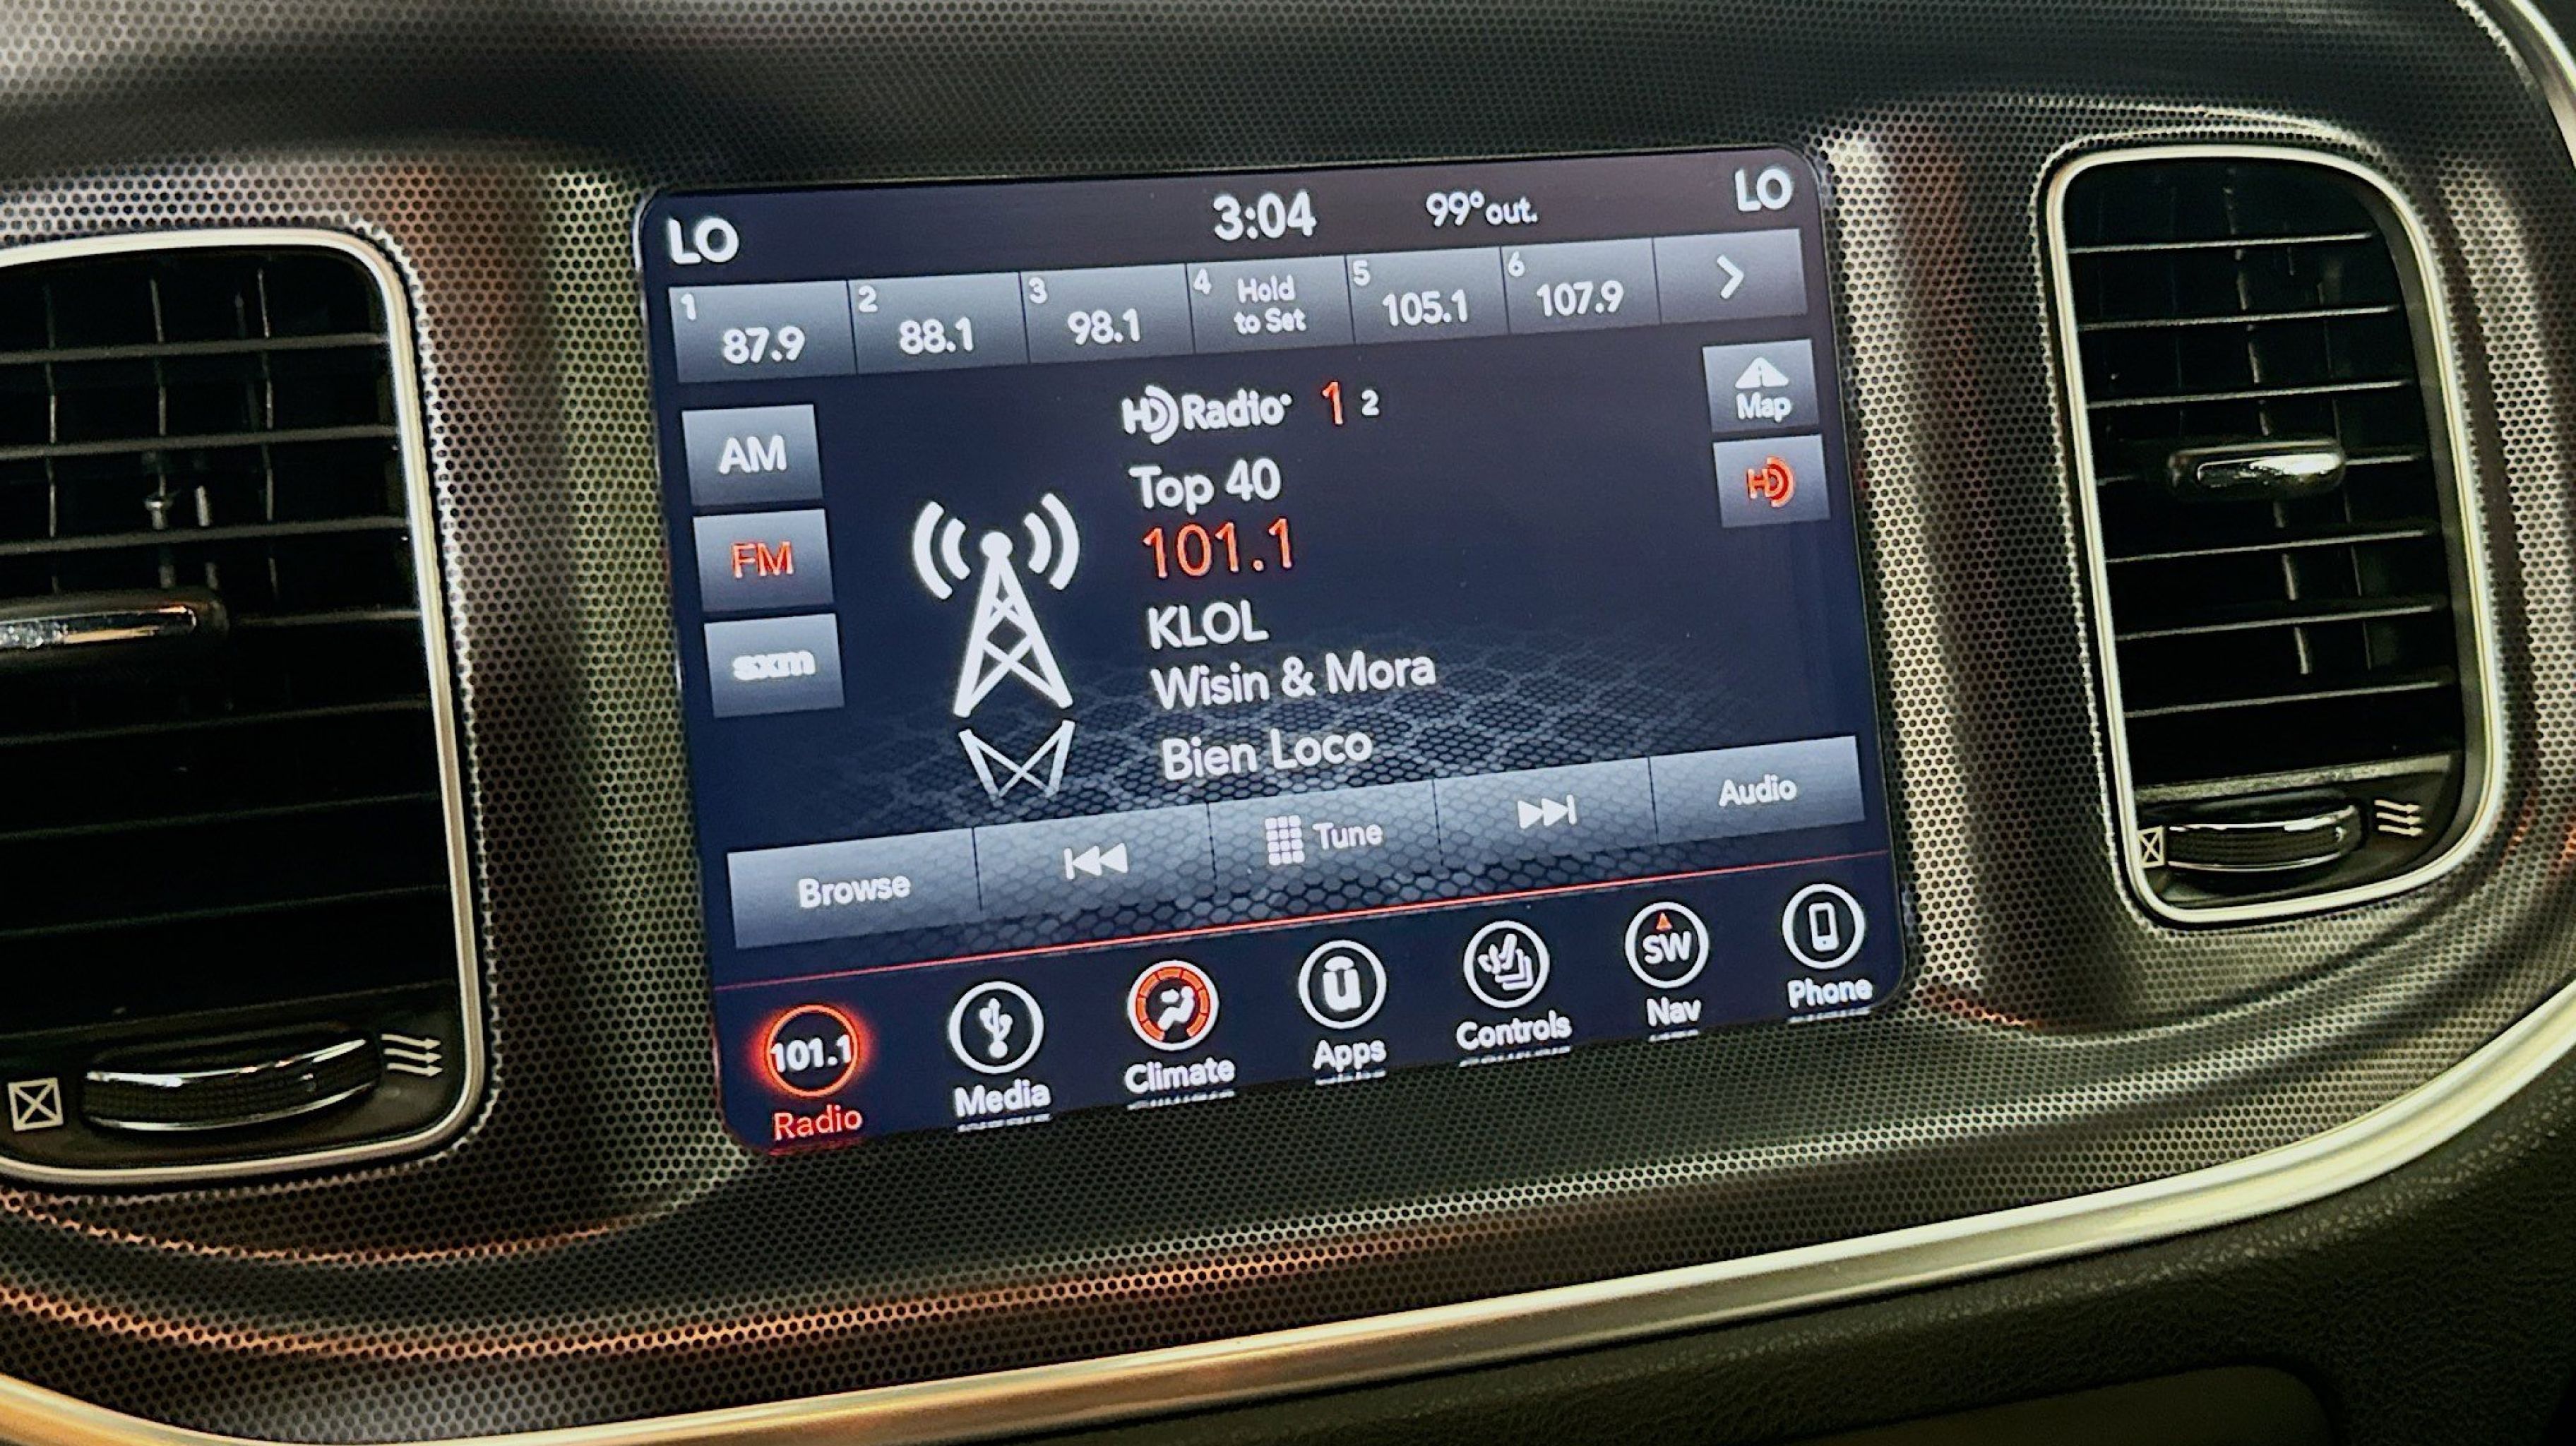 LO 3:04 99°out. LO
1 87.9 2 88.1 3 98.1 4 Hold to Set 5 105.1 6 107.9
HD Radio 1 2
Map
AM
Top 40
HD
FM
101.1
KLOL
sxm
Wisin & Mora
Bien Loco
Browse Tune Audio
101.1 SW
Radio Media Climate Apps Controls Nav Phone